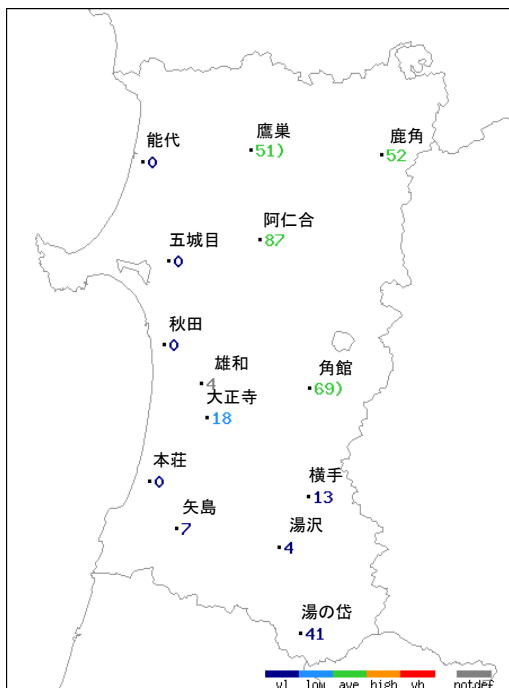 能代
0
鷹巣
51)
鹿角
52
阿仁合
87
五城目
0
秋田
0
雄和
4
角館
69)
大正寺
18
本荘
0
横手
13
矢島
7
湯沢
4
湯の岱
41
vl low ave high vh notdef